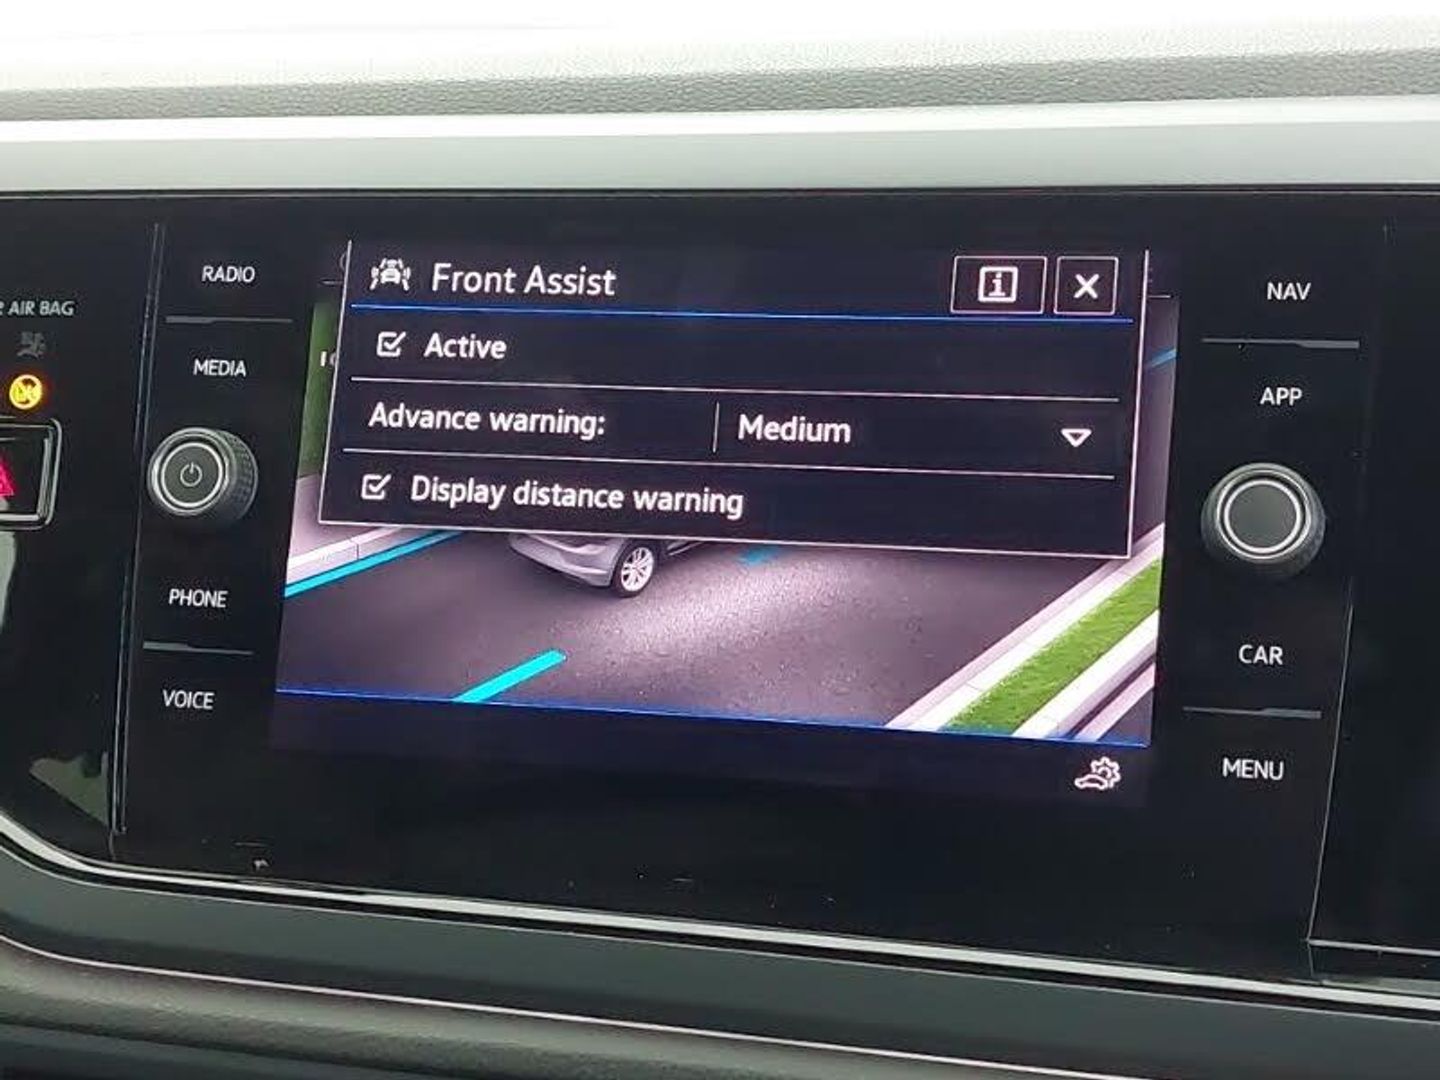 RADIO
MEDIA
PHONE
VOICE
AIR BAG
Front Assist
Active
Advance warning: Medium
Display distance warning
NAV
APP
CAR
MENU